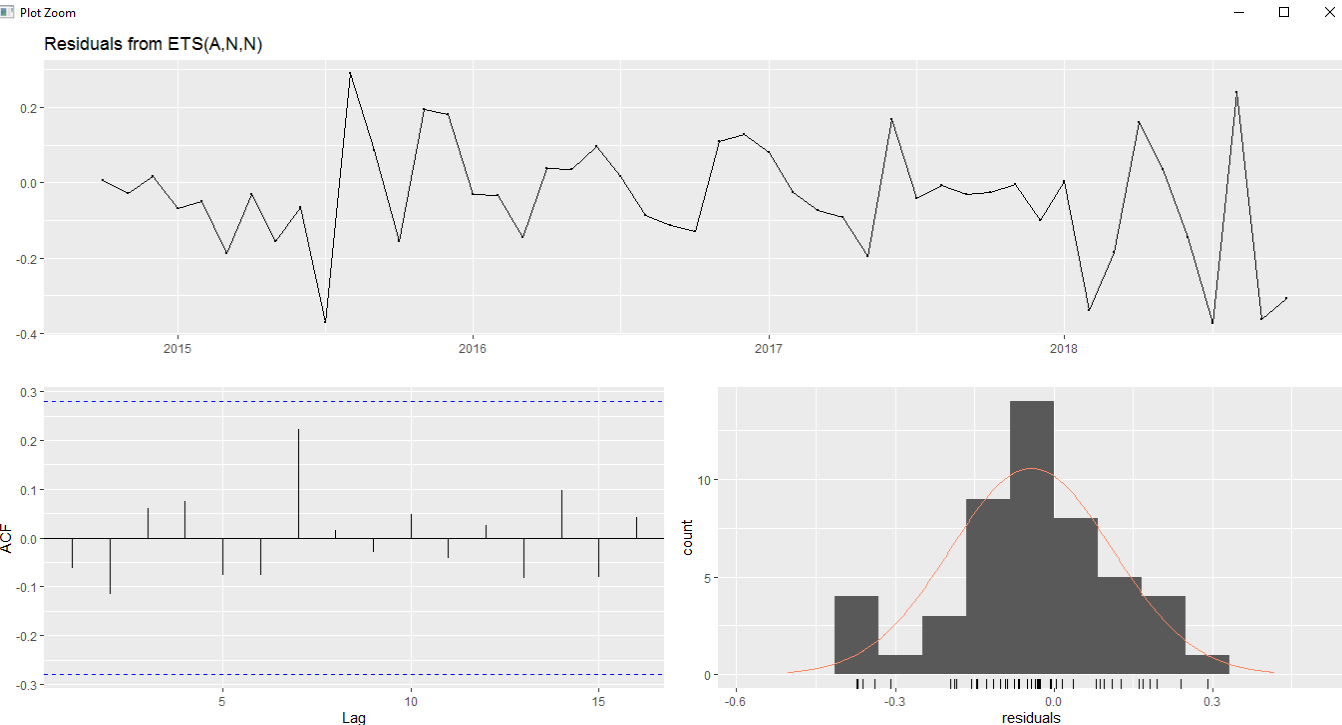 Plot Zoom
Residuals from ETS(A,N,N)
0.2
0.0
-0.2
-0.4
2015 2016 2017 2018
0.3
0.2
0.1
0.0
-0.1
-0.2
-0.3
ACF
5 10 15
Lag
10
5
0
count
-0.6 -0.3 0.0 0.3
residuals